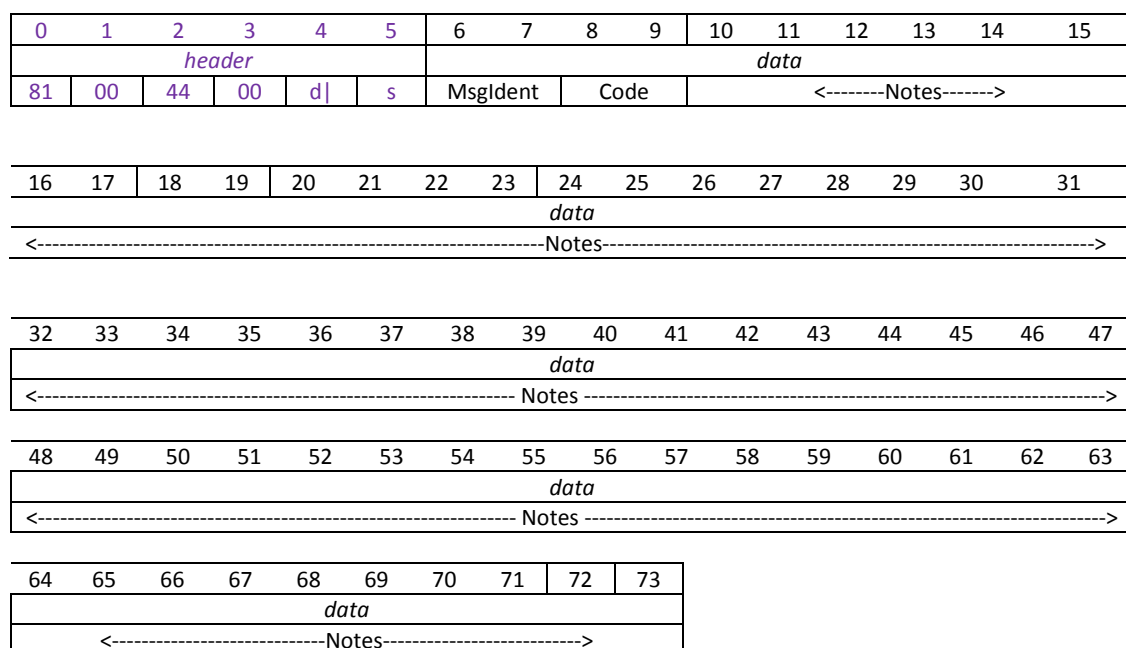 0 1 2 3 4 5 6 7 8 9 10 11 12 13 14 15
header data
81 00 44 00 d| s MsgIdent Code <--------Notes------->
16 17 18 19 20 21 22 23 24 25 26 27 28 29 30 31
data
<--------------------------------------------------------------------Notes------------------------------------------------------------------>
32 33 34 35 36 37 38 39 40 41 42 43 44 45 46 47
data
<---------------------------------------------------------------- Notes ---------------------------------------------------------------------->
48 49 50 51 52 53 54 55 56 57 58 59 60 61 62 63
data
<---------------------------------------------------------------- Notes ---------------------------------------------------------------------->
64 65 66 67 68 69 70 71 72 73
data
<-----------------------------Notes--------------------------->